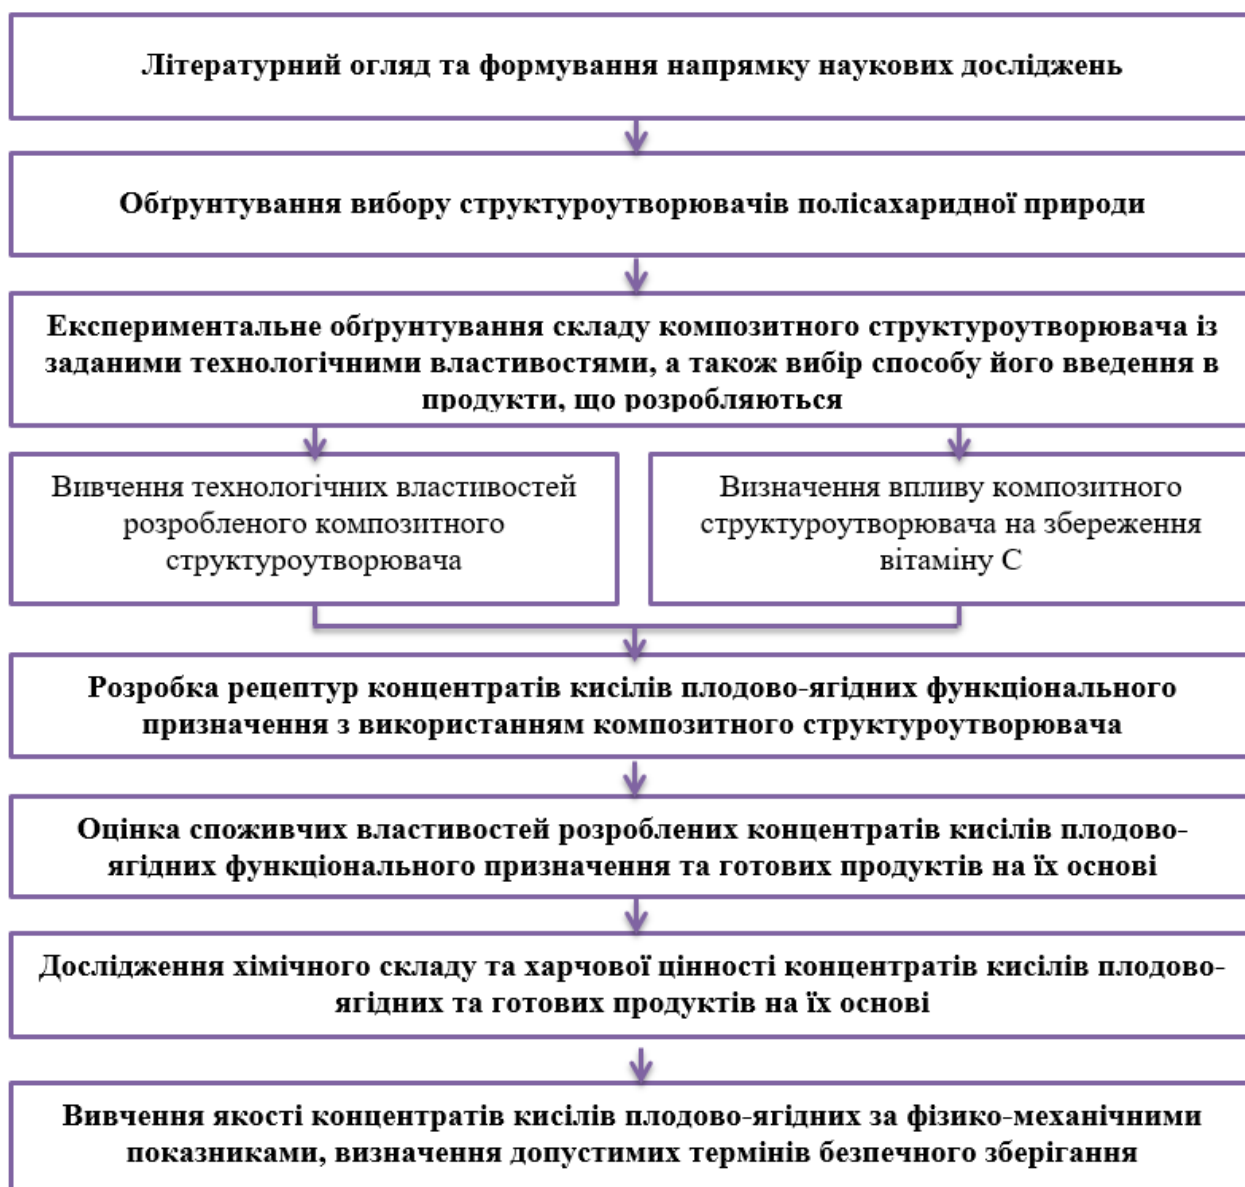 Літературний огляд та формування напрямку наукових досліджень
Обґрунтування вибору структуроутворювачів полісахаридної природи
Експериментальне обґрунтування складу композитного структуроутворювача із
заданими технологічними властивостями, а також вибір способу його введення в
продукти, що розробляються
Вивчення технологічних властивостей
розробленого композитного
структуроутворювача
Визначення впливу композитного
структуроутворювача на збереження
вітаміну С
Розробка рецептур концентратів кисілів плодово-ягідних функціонального
призначення з використанням композитного структуроутворювача
Оцінка споживчих властивостей розроблених концентратів кисілів плодово-
ягідних функціонального призначення та готових продуктів на їх основі
Дослідження хімічного складу та харчової цінності концентратів кисілів плодово-
ягідних та готових продуктів на їх основі
Вивчення якості концентратів кисілів плодово-ягідних за фізико-механічними
показниками, визначення допустимих термінів безпечного зберігання